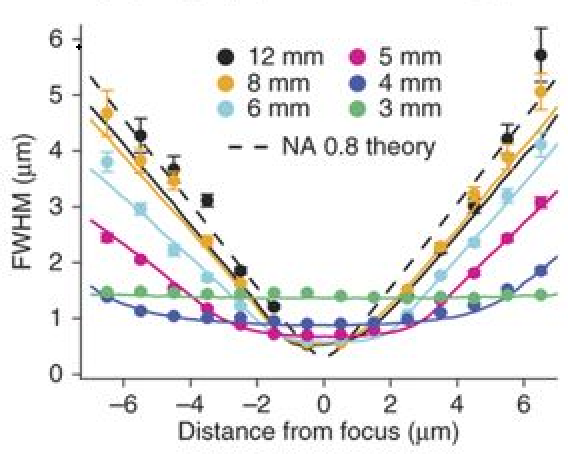 6
5
4
3
2
1
0
FWHM (μm)
12 mm
5 mm
8 mm
4 mm
6 mm
3 mm
NA 0.8 theory
–6 –4 –2 0 2 4 6
Distance from focus (μm)